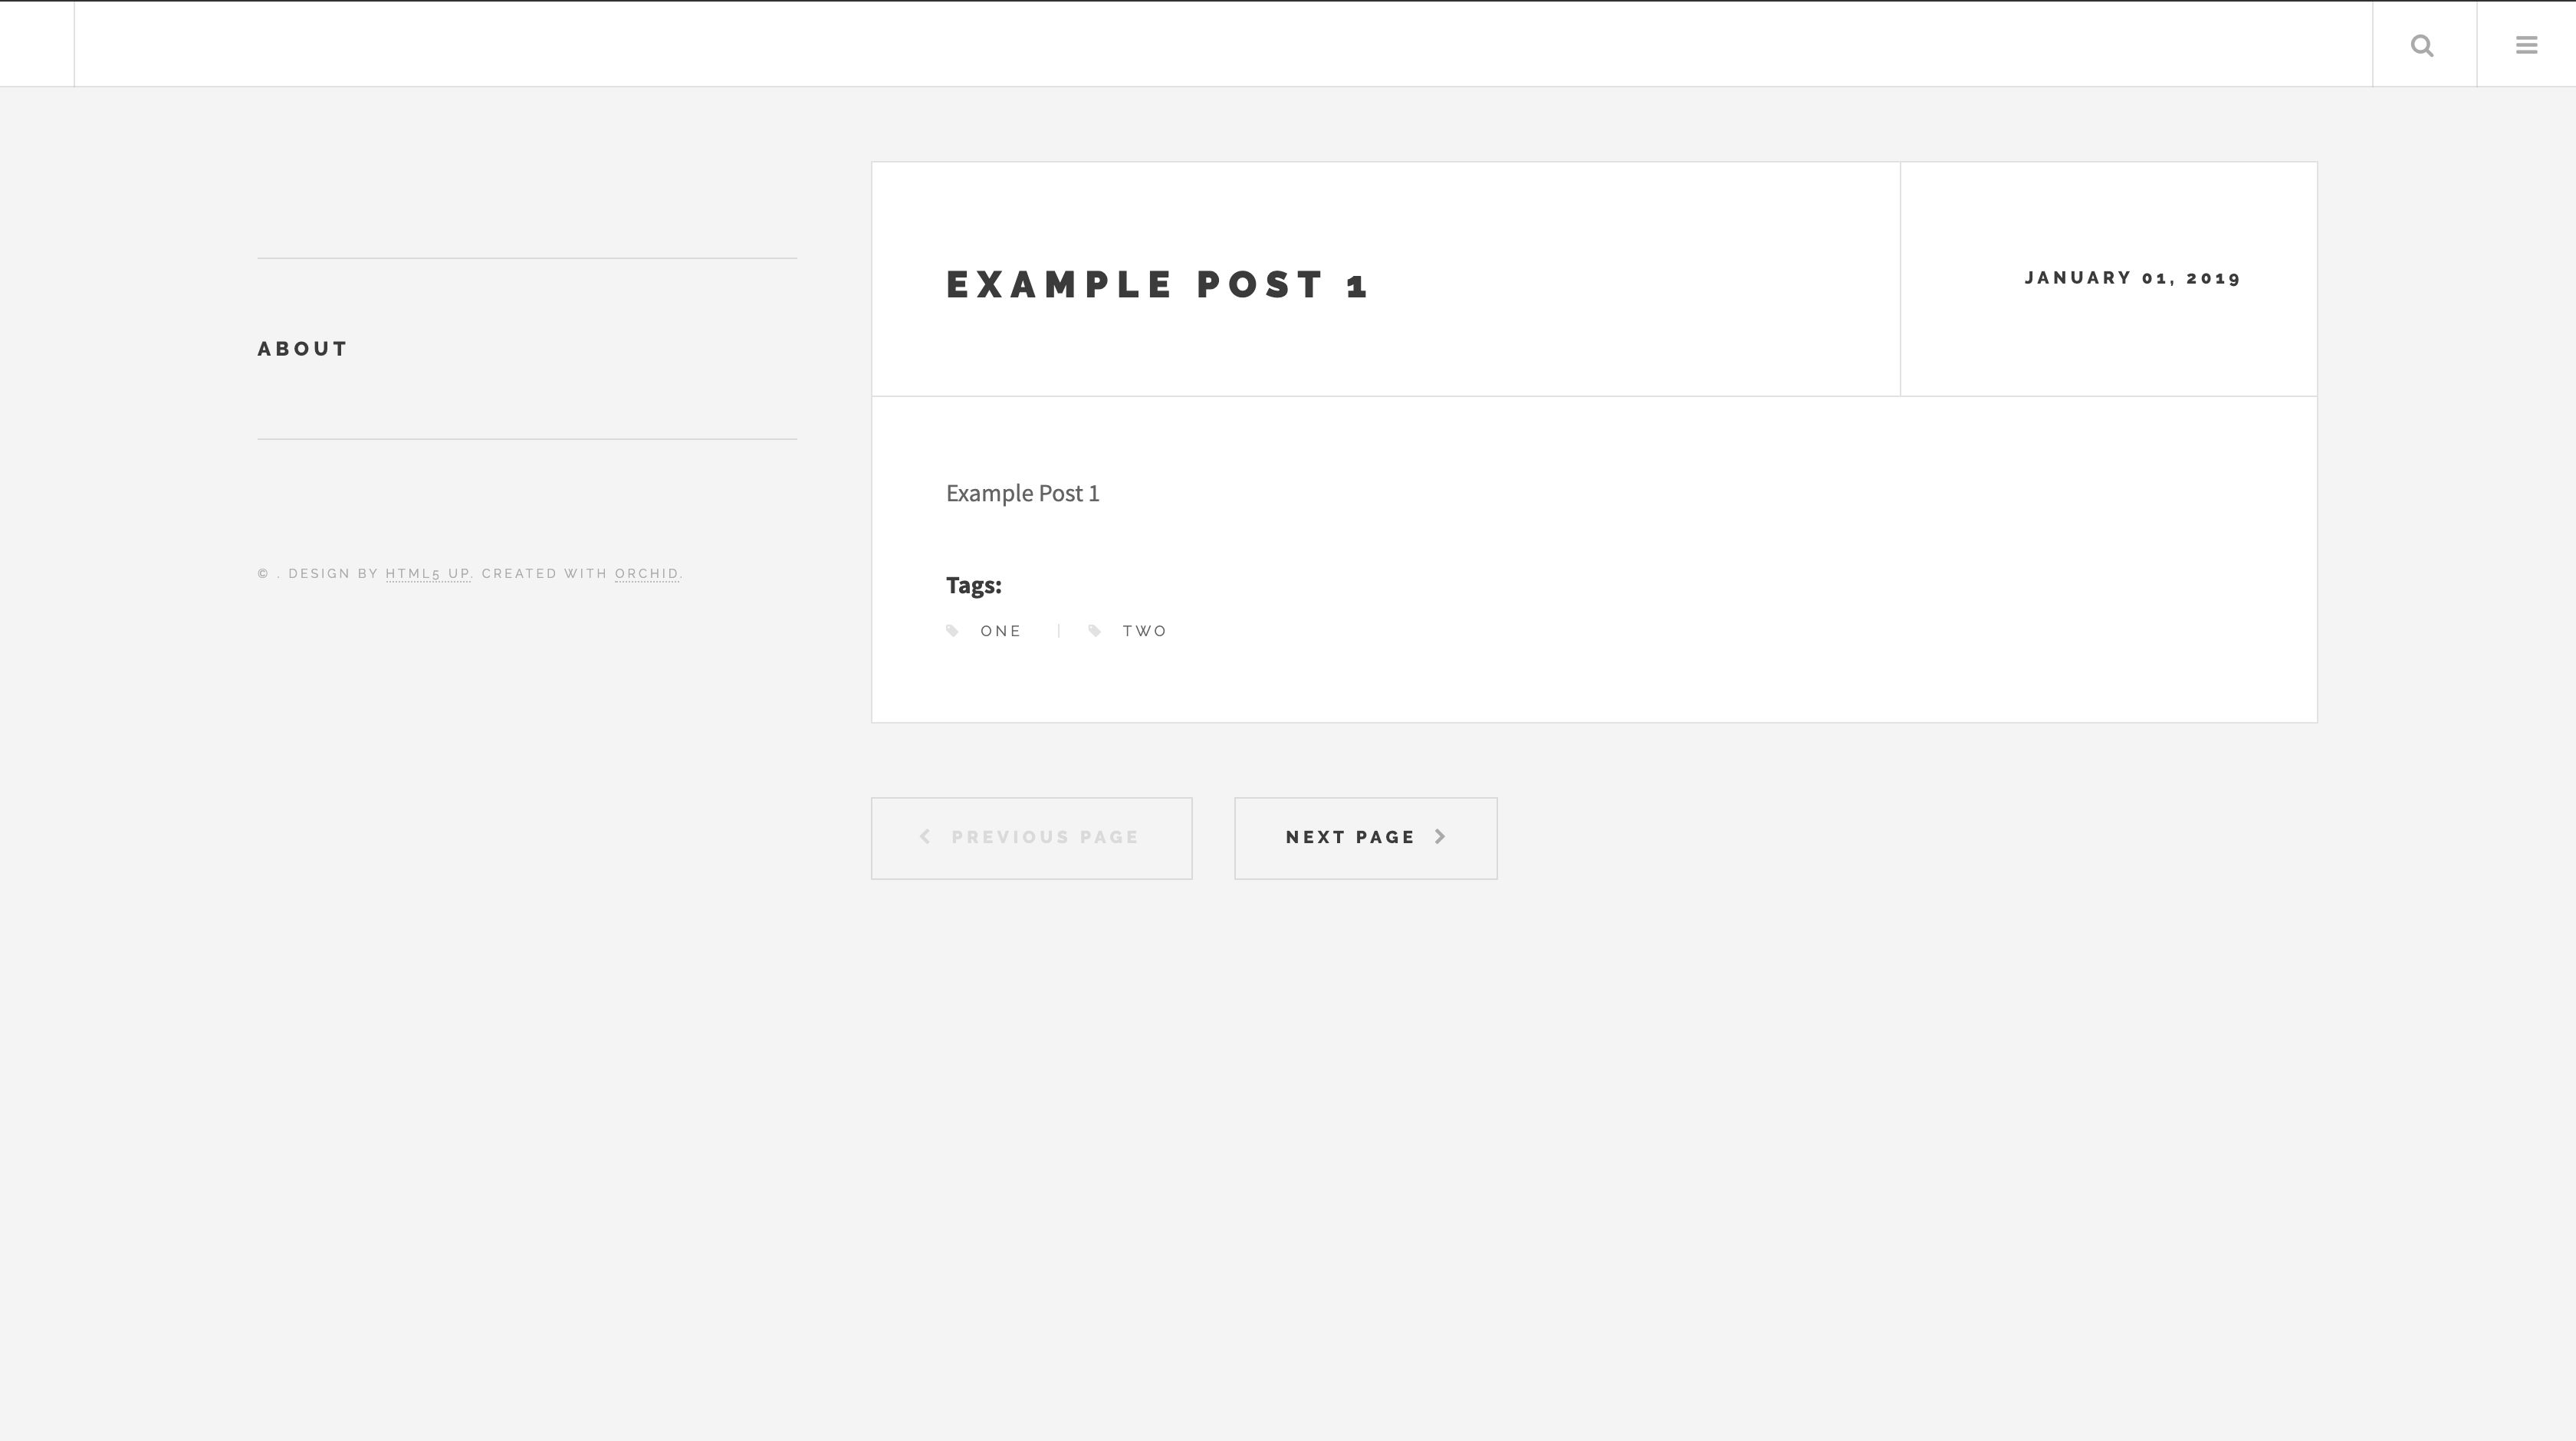 ABOUT
© . DESIGN BY HTML5 UP. CREATED WITH ORCHID.
EXAMPLE POST 1
JANUARY 01, 2019
Example Post 1
Tags:
ONE | TWO
PREVIOUS PAGE
NEXT PAGE